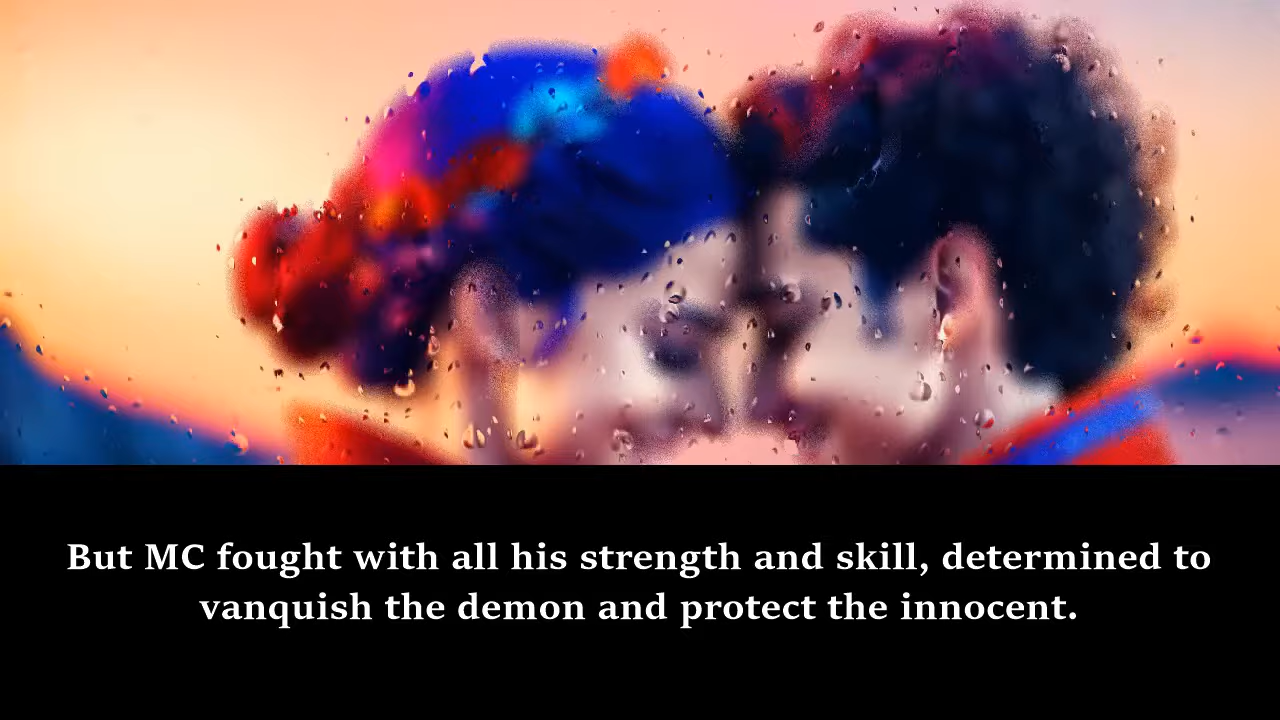 But MC fought with all his strength and skill, determined to
vanquish the demon and protect the innocent.